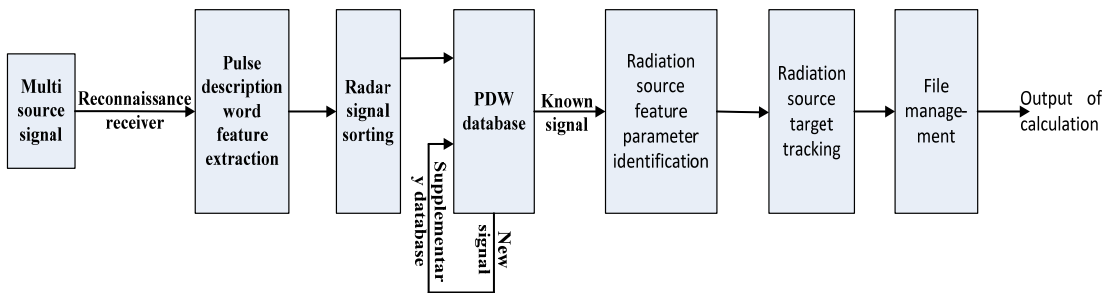 Multi
source
signal
Reconnaissance
receiver
Pulse
description
word
feature
extraction
Radar
signal
sorting
PDW
database
Supplementar
y database
New
signal
Known
signal
Radiation
source
feature
parameter
identification
Radiation
source
target
tracking
File
manage-
ment
Output of
calculation